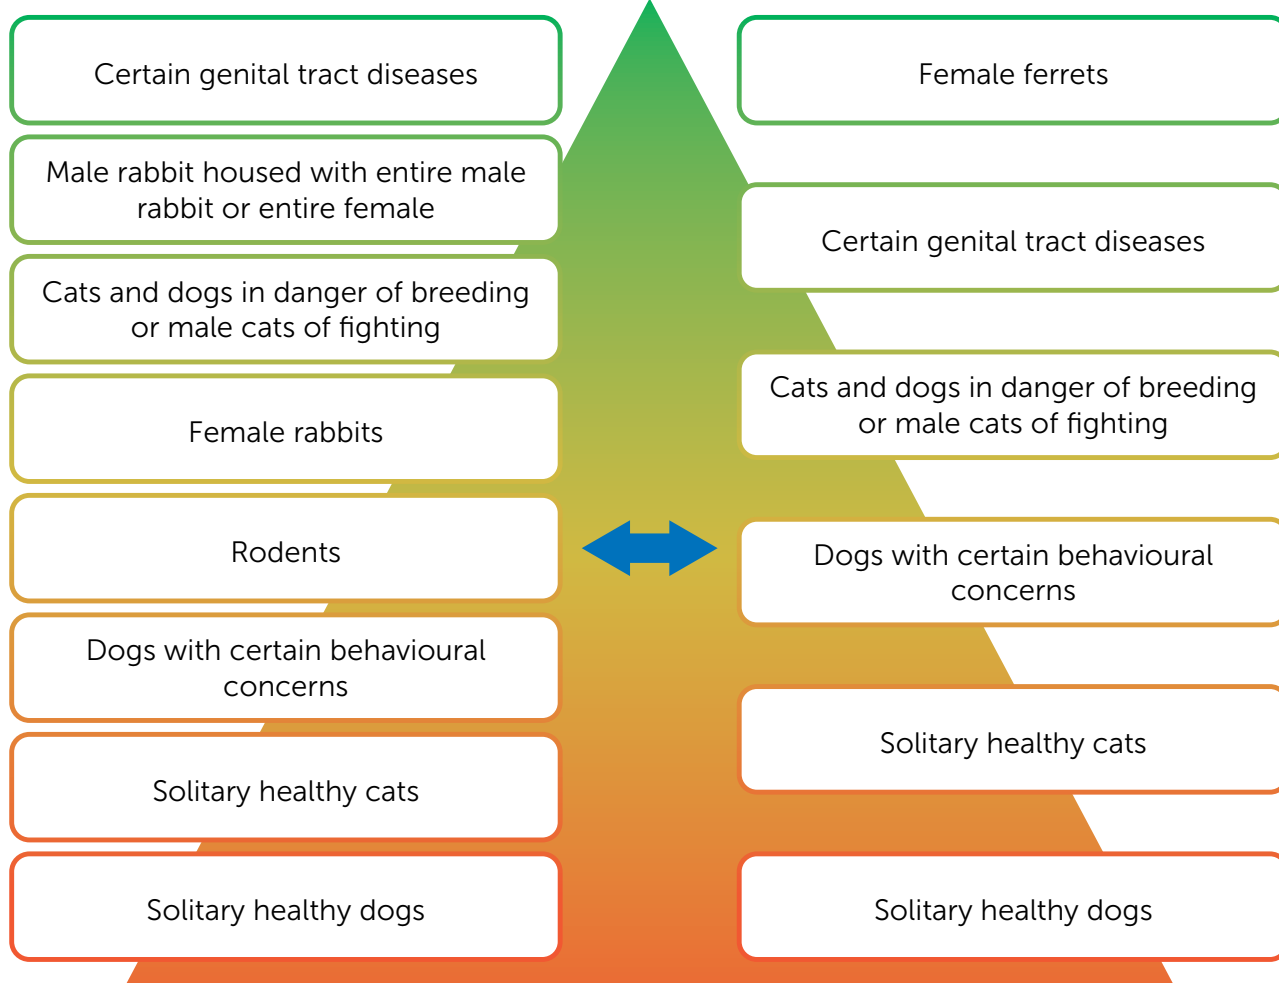 Certain genital tract diseases
Male rabbit housed with entire male
rabbit or entire female
Cats and dogs in danger of breeding
or male cats of fighting
Female rabbits
Rodents
Dogs with certain behavioural
concerns
Solitary healthy cats
Solitary healthy dogs
Female ferrets
Certain genital tract diseases
Cats and dogs in danger of breeding
or male cats of fighting
Dogs with certain behavioural
concerns
Solitary healthy cats
Solitary healthy dogs